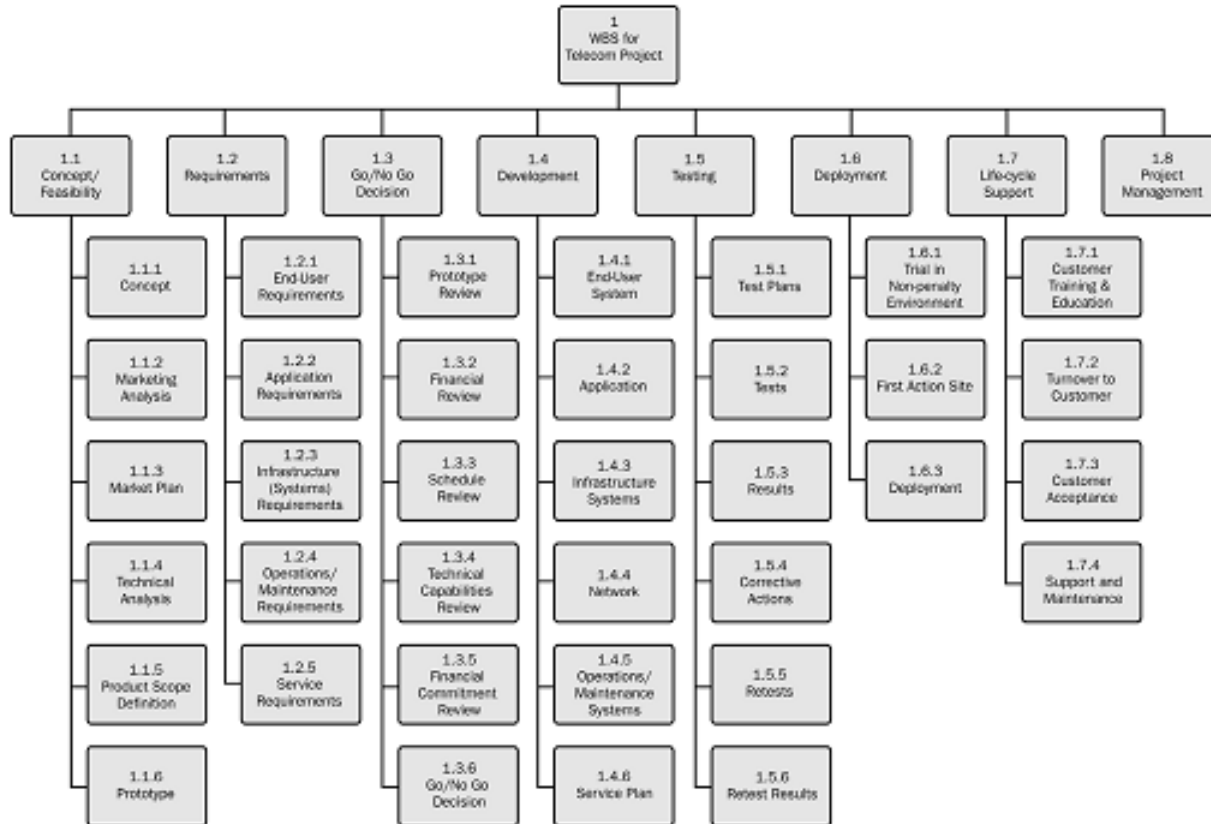 1
WBS for
Telecom Project
1.1
Concept/
Feasibility
1.2
Requirements
1.3
Go/No Go
Decision
1.4
Development
1.5
Testing
1.6
Deployment
1.7
Life-cycle
Support
1.8
Project
Management
1.1.1
Concept
1.1.2
Marketing
Analysis
1.1.3
Market Plan
1.1.4
Technical
Analysis
1.1.5
Product Scope
Definition
1.1.6
Prototype
1.2.1
End-User
Requirements
1.2.2
Application
Requirements
1.2.3
Infrastructure
(Systems)
Requirements
1.2.4
Operations/
Maintenance
Requirements
1.2.5
Service
Requirements
1.3.1
Prototype
Review
1.3.2
Financial
Review
1.3.3
Schedule
Review
1.3.4
Technical
Capabilities
Review
1.3.5
Financial
Commitment
Review
1.3.6
Go/No Go
Decision
1.4.1
End-User
System
1.4.2
Application
1.4.3
Infrastructure
Systems
1.4.4
Network
1.4.5
Operations/
Maintenance
Systems
1.4.6
Service Plan
1.5.1
Test Plans
1.5.2
Tests
1.5.3
Results
1.5.4
Corrective
Actions
1.5.5
Retests
1.5.6
Retest Results
1.6.1
Trial in
Non-penalty
Environment
1.6.2
First Action Site
1.6.3
Deployment
1.7.1
Customer
Training &
Education
1.7.2
Turnover to
Customer
1.7.3
Customer
Acceptance
1.7.4
Support and
Maintenance